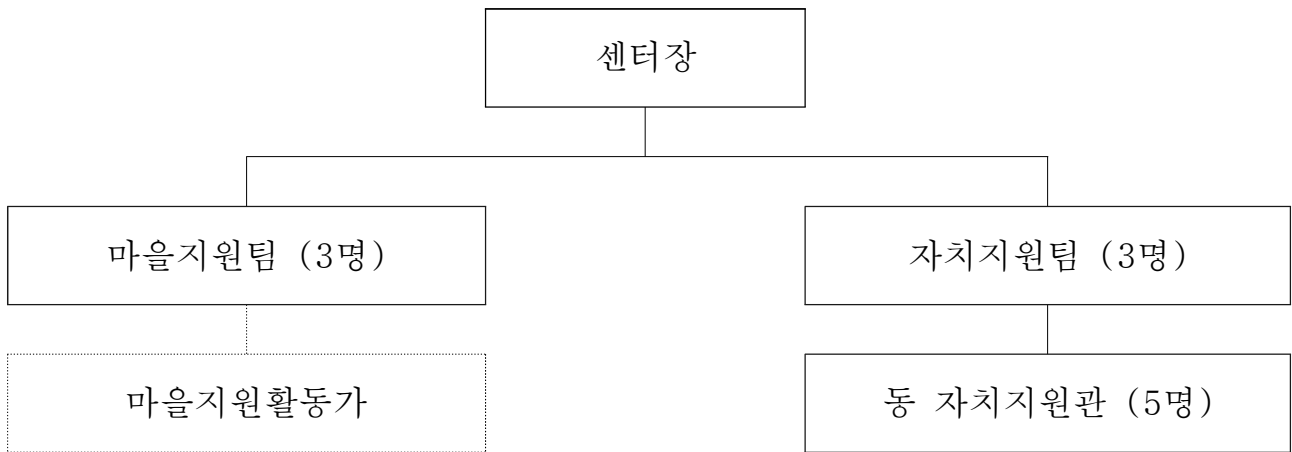 센터장
마을지원팀 (3명)
자치지원팀 (3명)
마을지원활동가
동 자치지원관 (5명)